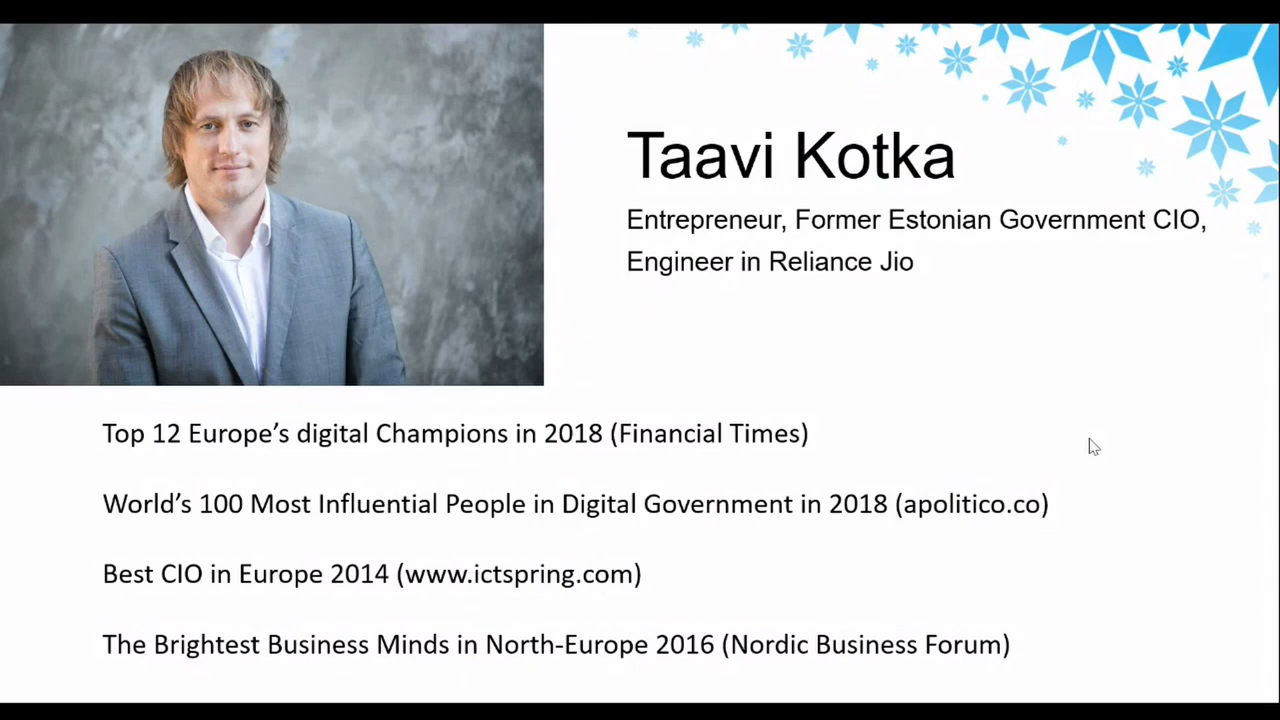 Taavi Kotka
Entrepreneur, Former Estonian Government CIO,
Engineer in Reliance Jio
Top 12 Europe’s digital Champions in 2018 (Financial Times)
World’s 100 Most Influential People in Digital Government in 2018 (apolitico.co)
Best CIO in Europe 2014 (www.ictspring.com)
The Brightest Business Minds in North-Europe 2016 (Nordic Business Forum)